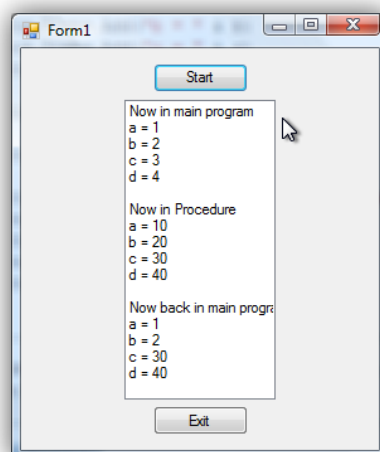 Form1
Start
Now in main program
a = 1
b = 2
c = 3
d = 4
Now in Procedure
a = 10
b = 20
c = 30
d = 40
Now back in main progra
a = 1
b = 2
c = 30
d = 40
Exit